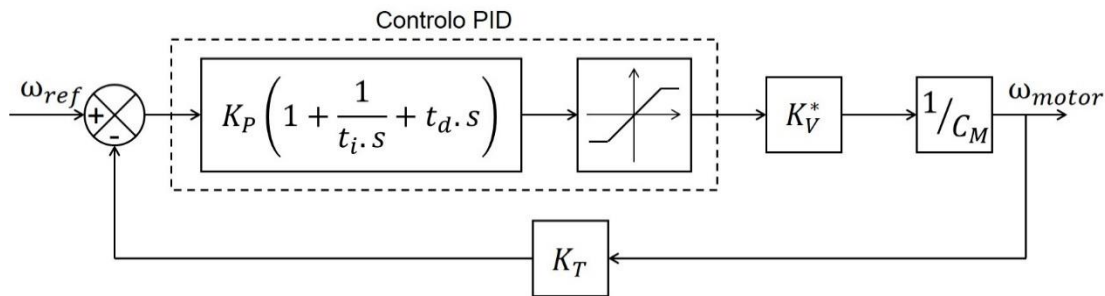 Controlo PID
ω_ref
+
-
K_P (1 + 1/(t_i.s) + t_d.s)
K_V^*
1/C_M
ω_motor
K_T